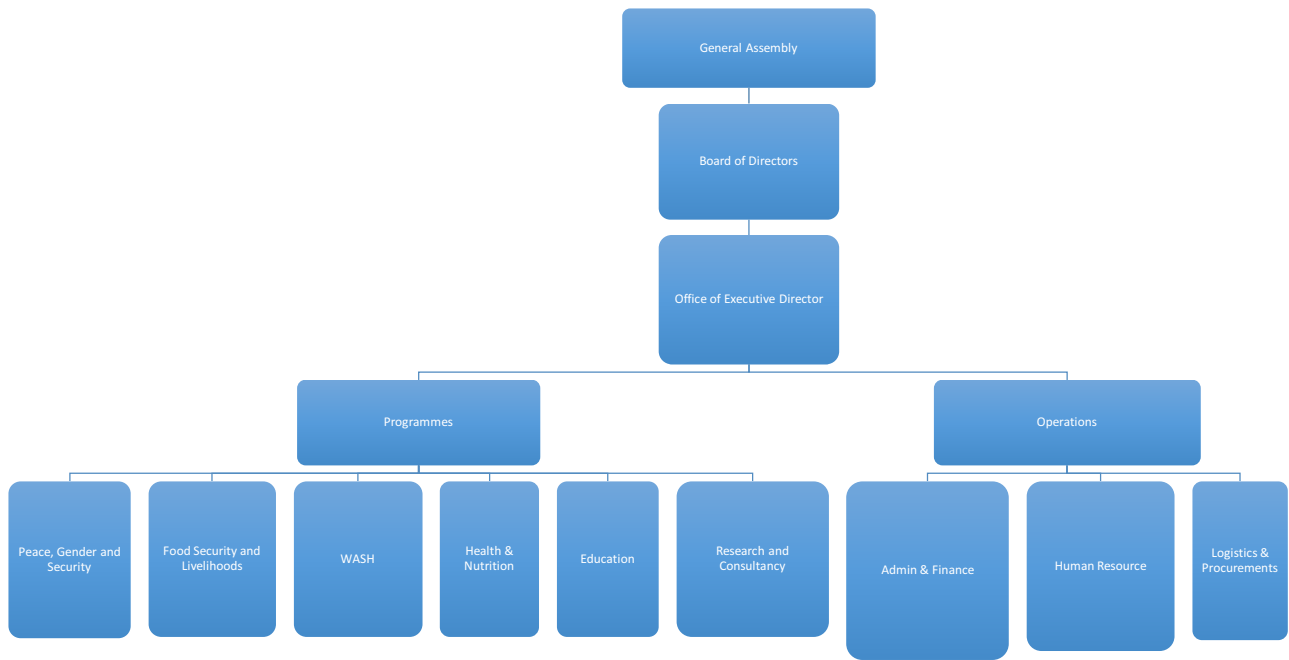 General Assembly
Board of Directors
Office of Executive Director
Programmes
Operations
Peace, Gender and
Security
Food Security and
Livelihoods
WASH
Health &
Nutrition
Education
Research and
Consultancy
Admin & Finance
Human Resource
Logistics &
Procurements